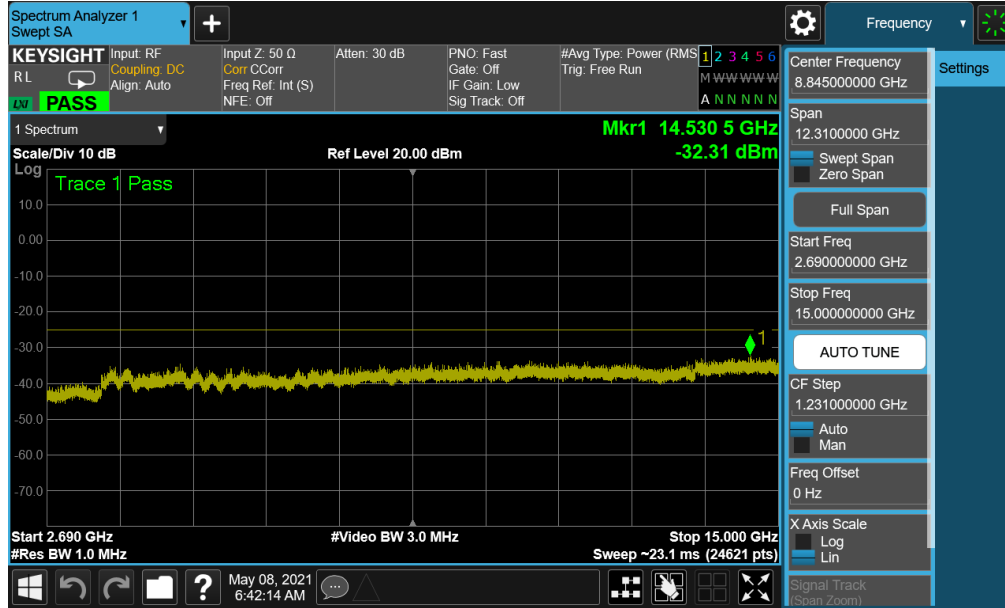 Spectrum Analyzer 1
Swept SA
Frequency
KEYSIGHT
R L
LXI
PASS
Input: RF
Coupling: DC
Align: Auto
Input Z: 50 Ω
Corr CCorr
Freq Ref: Int (S)
NFE: Off
Atten: 30 dB
PNO: Fast
Gate: Off
IF Gain: Low
Sig Track: Off
#Avg Type: Power (RMS
Trig: Free Run
1 2 3 4 5 6
M W W W W W
A N N N N N
1 Spectrum
Scale/Div 10 dB
Ref Level 20.00 dBm
Mkr1 14.530 5 GHz
-32.31 dBm
Log
Trace 1 Pass
10.0
0.00
-10.0
-20.0
-30.0
-40.0
-50.0
-60.0
-70.0
1
Start 2.690 GHz
#Video BW 3.0 MHz
Stop 15.000 GHz
#Res BW 1.0 MHz
Sweep ~23.1 ms (24621 pts)
May 08, 2021
6:42:14 AM
Center Frequency
8.845000000 GHz
Span
12.3100000 GHz
Swept Span
Zero Span
Full Span
Start Freq
2.690000000 GHz
Stop Freq
15.000000000 GHz
AUTO TUNE
CF Step
1.231000000 GHz
Auto
Man
Freq Offset
0 Hz
X Axis Scale
Log
Lin
Signal Track
(Span Zoom)
Settings